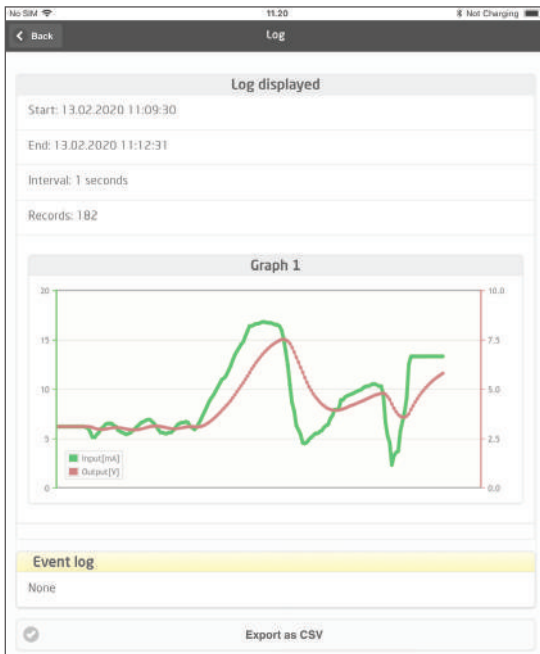 No SIM 11.20 Not Charging
Back Log
Log displayed
Start: 13.02.2020 11:09:30
End: 13.02.2020 11:12:31
Interval: 1 seconds
Records: 182
Graph 1
20 10.0
15 7.5
10 5.0
5 2.5
Input[mA]
Output[V]
0 0.0
Event log
None
Export as CSV